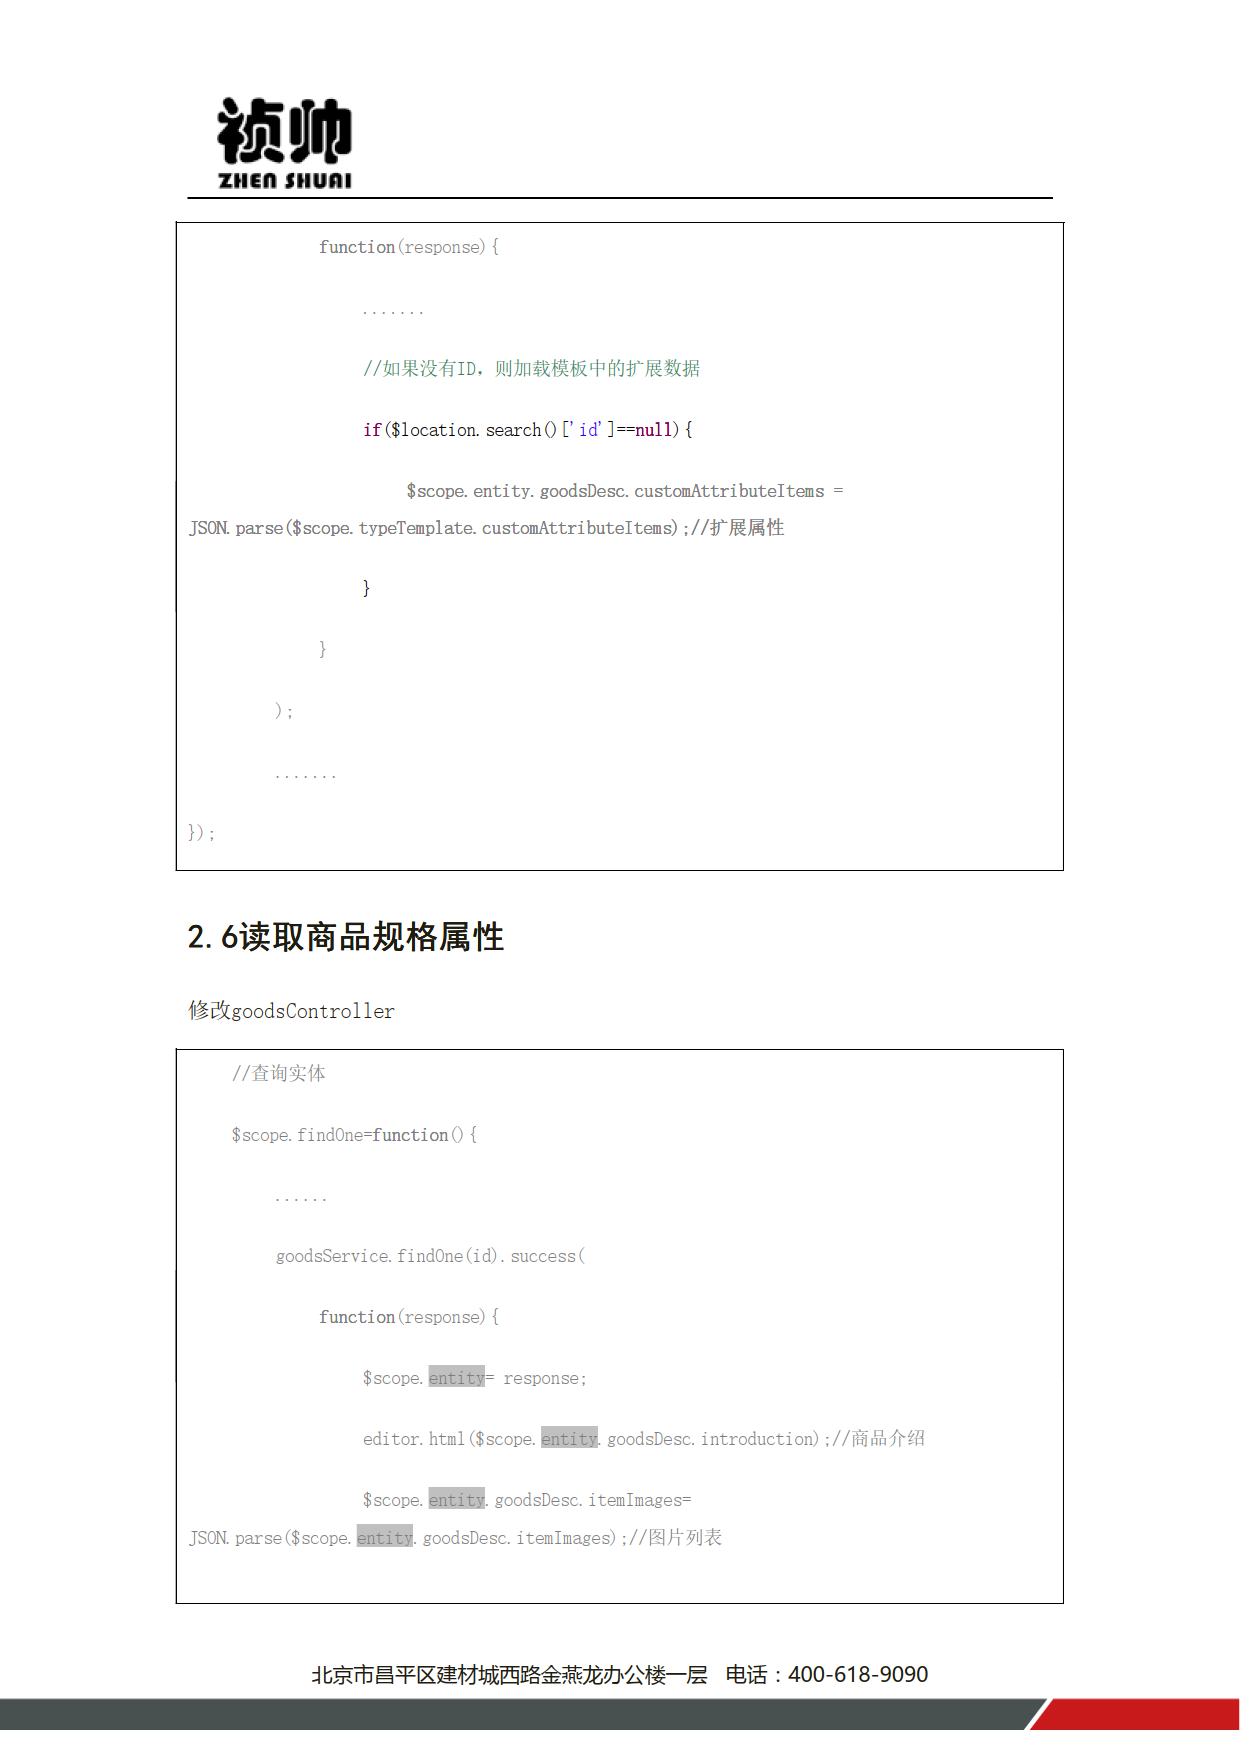 祯帅
ZHEN SHUAI
function(response){
.......
//如果没有ID，则加载模板中的扩展数据
if($location.search()['id']==null){
$scope.entity.goodsDesc.customAttributeItems =
JSON.parse($scope.typeTemplate.customAttributeItems);//扩展属性
}
}
);
.......
});
2.6读取商品规格属性
修改goodsController
//查询实体
$scope.findOne=function(){
......
goodsService.findOne(id).success(
function(response){
$scope.entity= response;
editor.html($scope.entity.goodsDesc.introduction);//商品介绍
$scope.entity.goodsDesc.itemImages=
JSON.parse($scope.entity.goodsDesc.itemImages);//图片列表
北京市昌平区建材城西路金燕龙办公楼一层 电话：400-618-9090